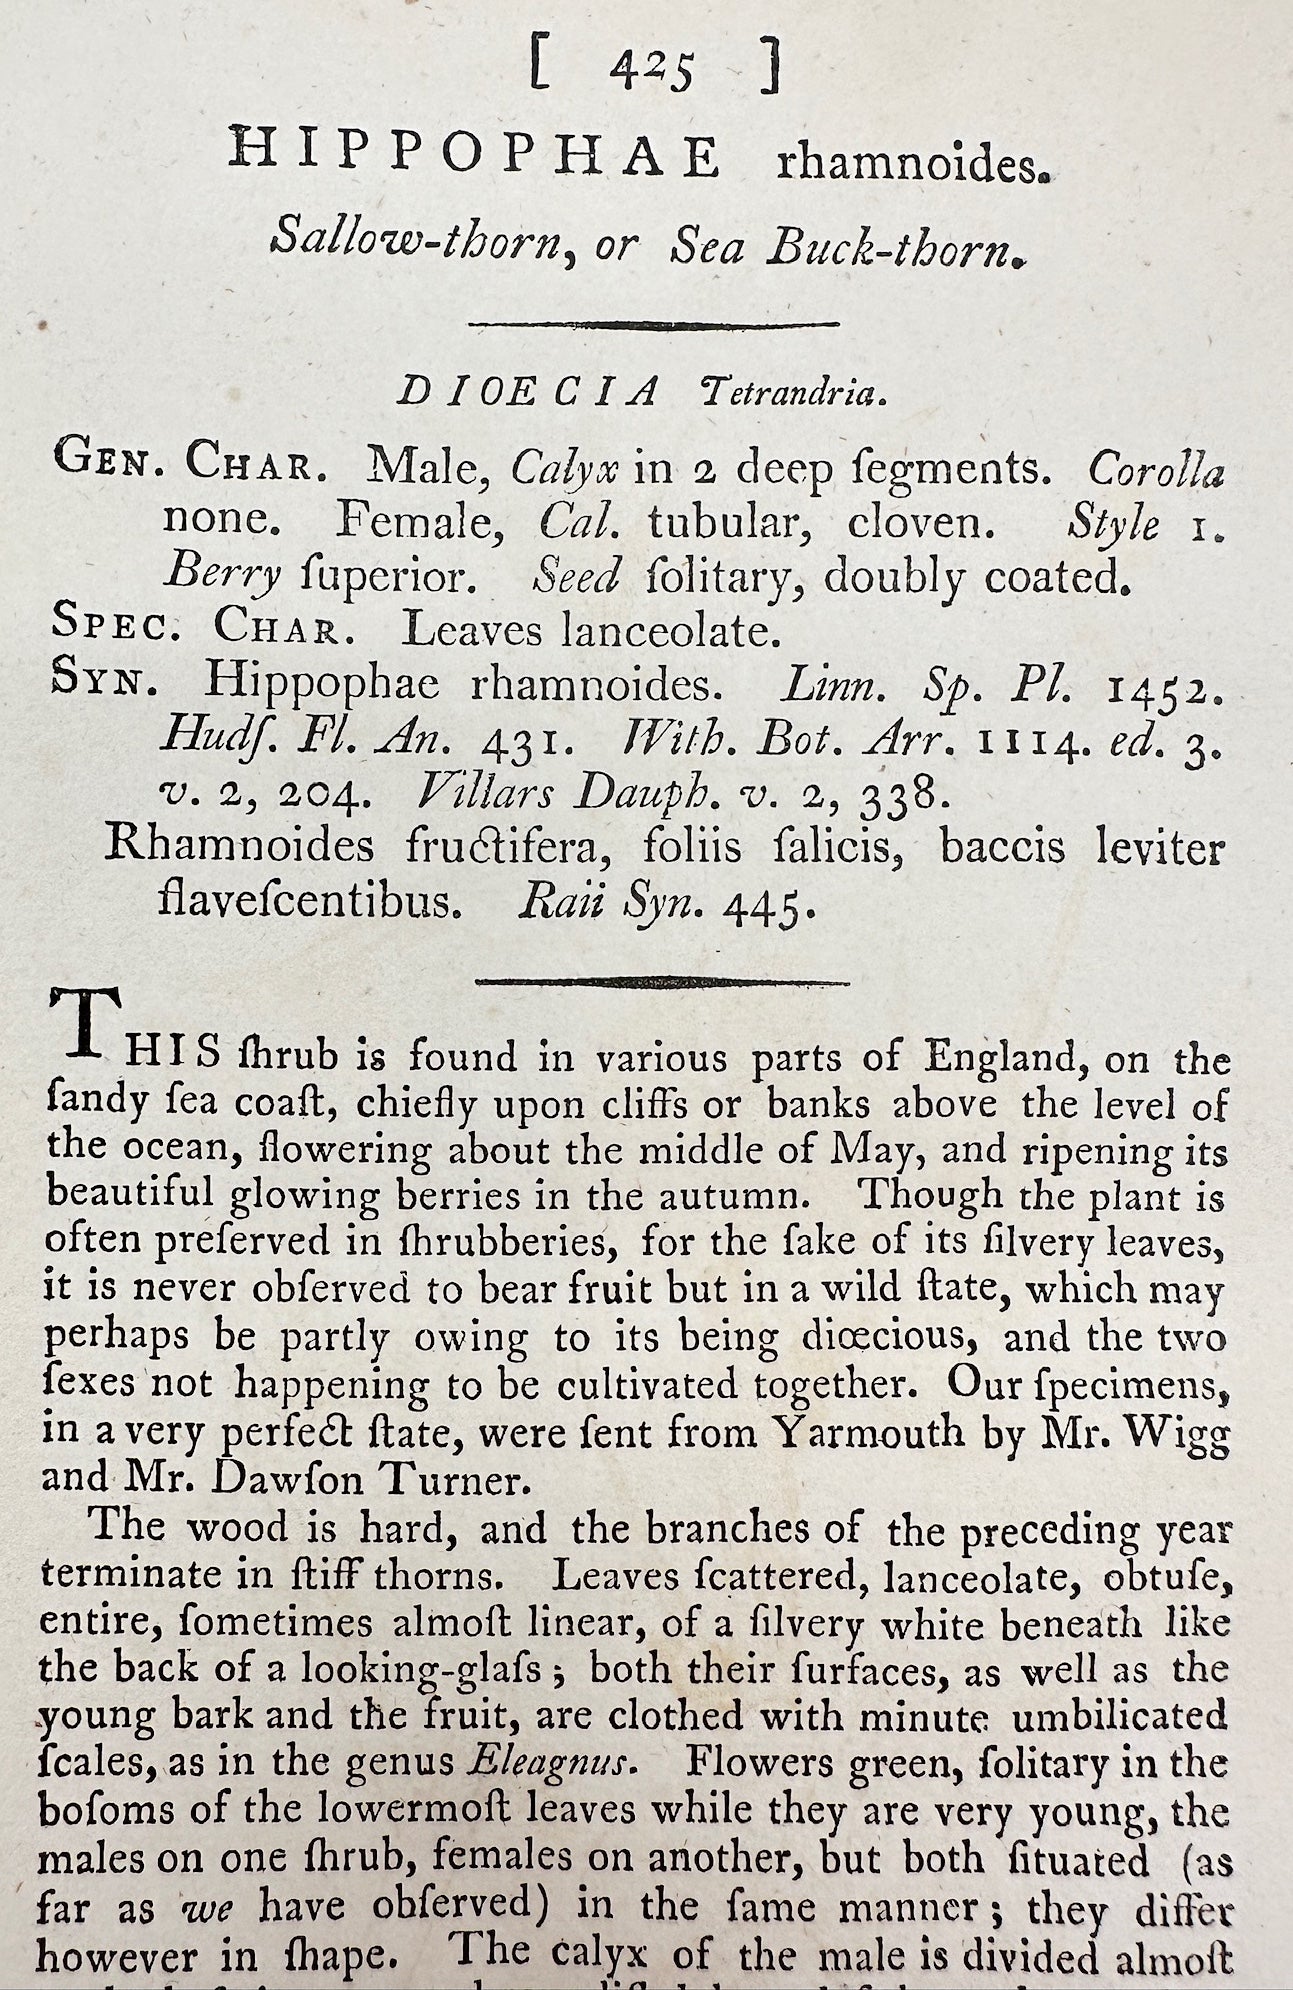 [ 425 ]
HIPPOPHAE rhamnoides.
Sallow-thorn, or Sea Buck-thorn.
DIOECIA Tetrandria.
GEN. CHAR. Male, Calyx in 2 deep ſegments. Corolla
none. Female, Cal. tubular, cloven. Style 1.
Berry ſuperior. Seed ſolitary, doubly coated.
SPEC. CHAR. Leaves lanceolate.
SYN. Hippophae rhamnoides. Linn. Sp. Pl. 1452.
Hudſ. Fl. An. 431. With. Bot. Arr. 1114. ed. 3.
v. 2, 204. Villars Dauph. v. 2, 338.
Rhamnoides fructifera, foliis ſalicis, baccis leviter
flaveſcentibus. Raii Syn. 445.
THIS ſhrub is found in various parts of England, on the
ſandy ſea coaſt, chiefly upon cliffs or banks above the level of
the ocean, flowering about the middle of May, and ripening its
beautiful glowing berries in the autumn. Though the plant is
often preſerved in ſhrubberies, for the ſake of its ſilvery leaves,
it is never obſerved to bear fruit but in a wild ſtate, which may
perhaps be partly owing to its being diœcious, and the two
ſexes not happening to be cultivated together. Our ſpecimens,
in a very perfect ſtate, were ſent from Yarmouth by Mr. Wigg
and Mr. Dawſon Turner.
The wood is hard, and the branches of the preceding year
terminate in ſtiff thorns. Leaves ſcattered, lanceolate, obtuſe,
entire, ſometimes almoſt linear, of a ſilvery white beneath like
the back of a looking-glaſs; both their ſurfaces, as well as the
young bark and the fruit, are clothed with minute umbilicated
ſcales, as in the genus Eleagnus. Flowers green, ſolitary in the
boſoms of the lowermoſt leaves while they are very young, the
males on one ſhrub, females on another, but both ſituated (as
far as we have obſerved) in the ſame manner; they differ
however in ſhape. The calyx of the male is divided almoſt